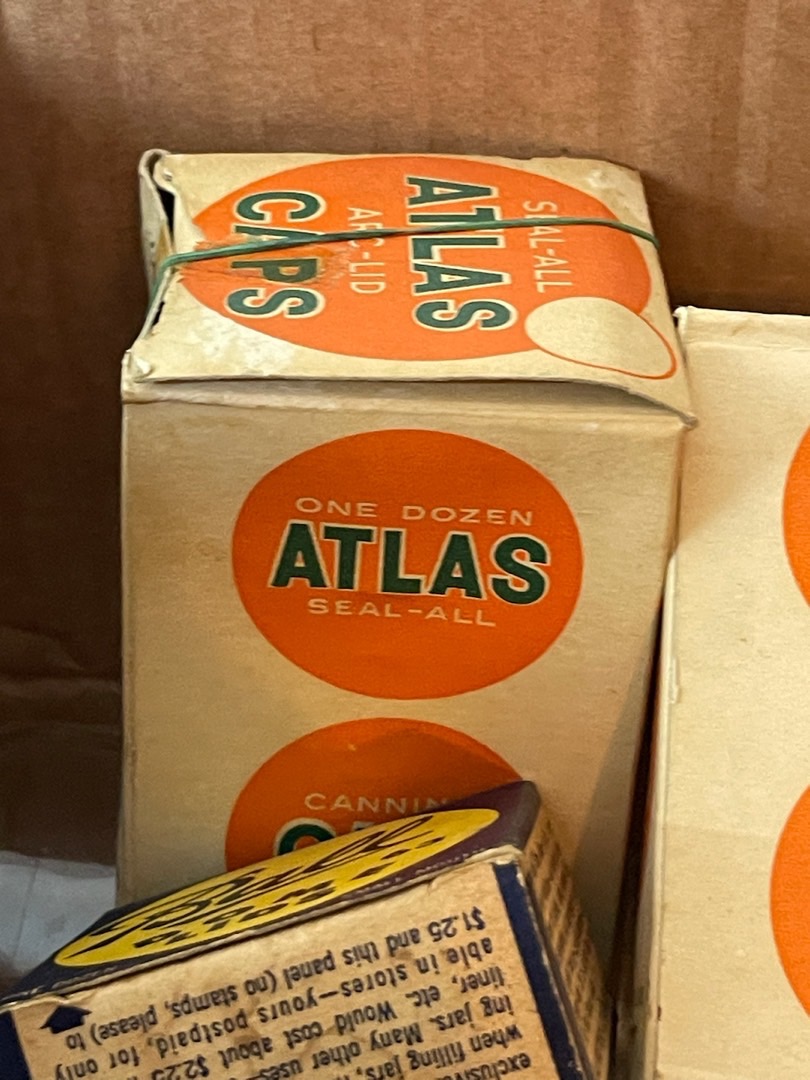 SEAL-ALL
ATLAS
ARC-LID
CAPS
ONE DOZEN
ATLAS
SEAL-ALL
CANNIN
Ball
exclusiv
when filling jars,
ing jars. Many other uses—
liner, etc. Would cost about $2.25
able in stores—yours postpaid, for only
$1.25 and this panel (no stamps, please) to